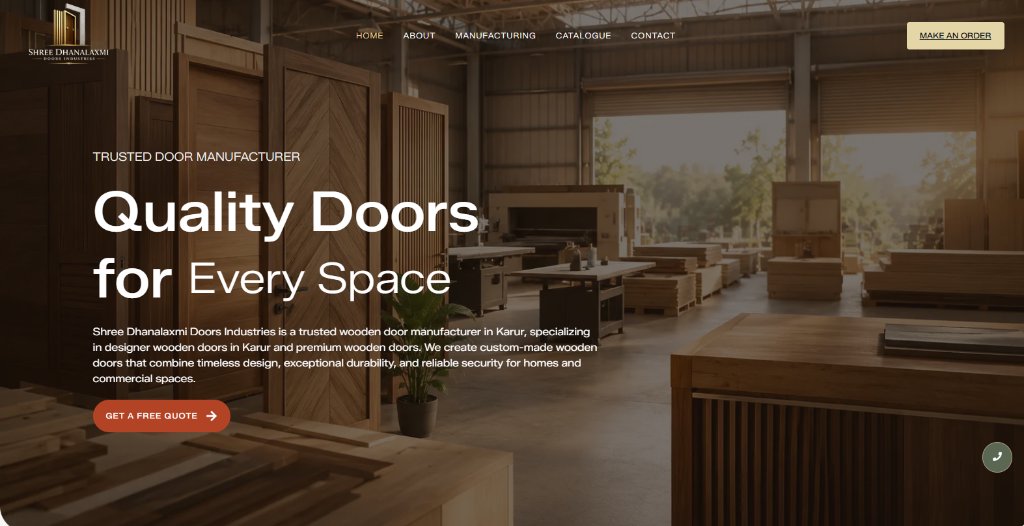 SHREE DHANALAXMI
DOORS INDUSTRIES
HOME ABOUT MANUFACTURING CATALOGUE CONTACT
MAKE AN ORDER
TRUSTED DOOR MANUFACTURER
Quality Doors
for Every Space
Shree Dhanalaxmi Doors Industries is a trusted wooden door manufacturer in Karur, specializing
in designer wooden doors in Karur and premium wooden doors. We create custom-made wooden
doors that combine timeless design, exceptional durability, and reliable security for homes and
commercial spaces.
GET A FREE QUOTE